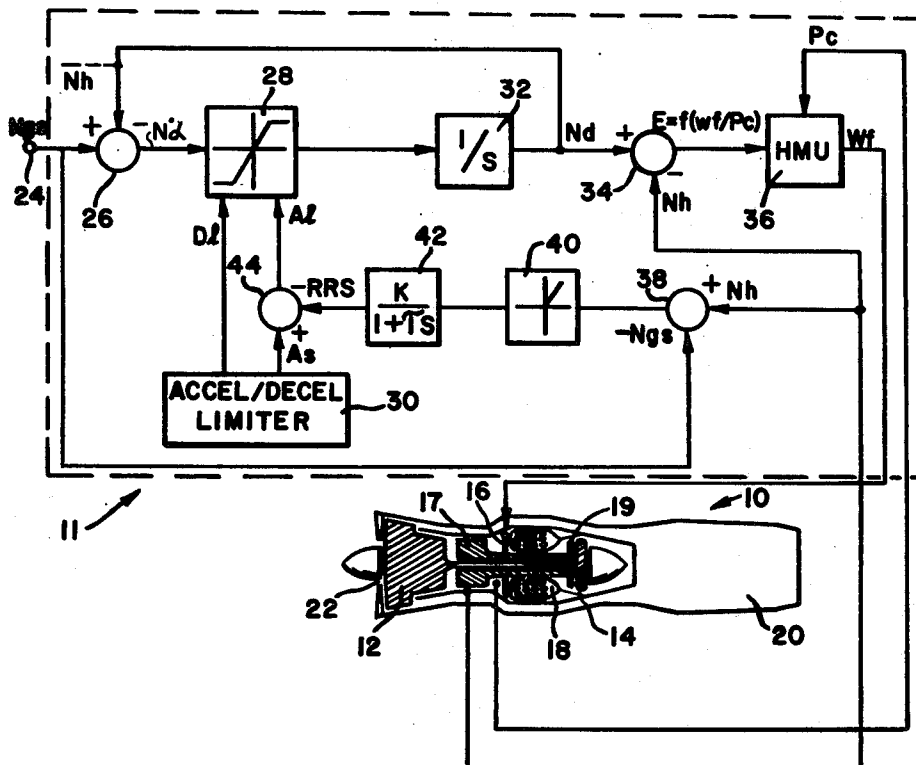 Pc
Nh
28
32
Ngs
+
-Nd
24
26
1/S
Nd
+
E=f(wf/Pc)
HMU
Wf
34
-
Nh
36
Dl
Al
44
-RRS
42
K
1+TS
40
38
+
Nh
-Ngs
+
As
ACCEL/DECEL
LIMITER
30
11
17
16
19
10
22
12
18
14
20